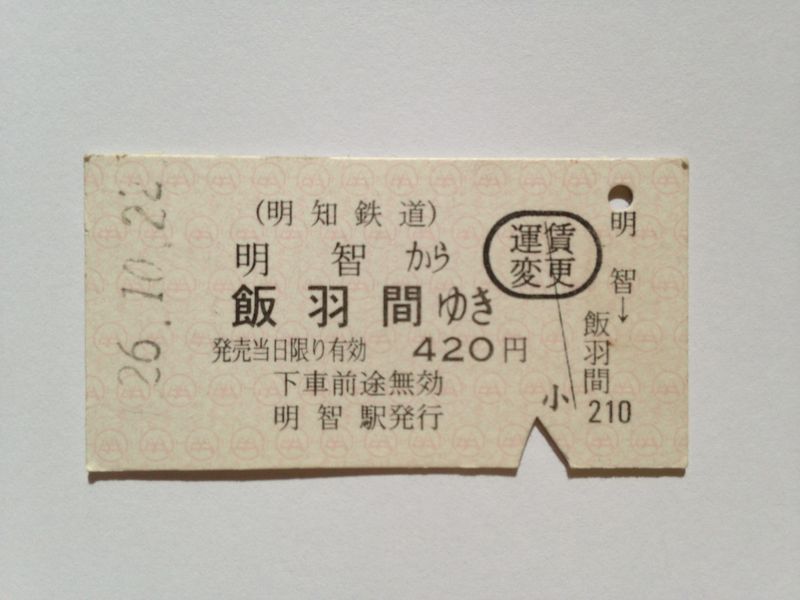 26.10.22
(明知鉄道)
明智から
飯羽間ゆき
発売当日限り有効 420円
下車前途無効
明智駅発行
運賃
変更
小
明智→飯羽間
210